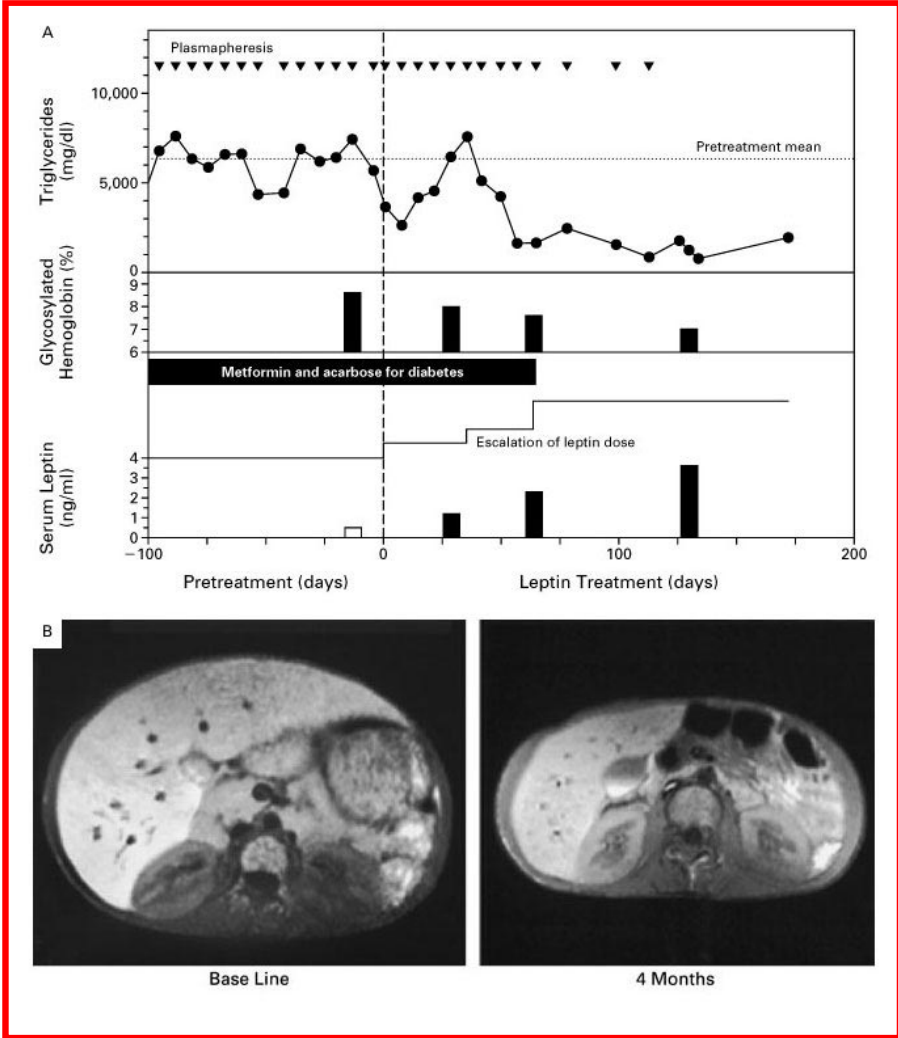 A
Plasmapheresis
10,000
Pretreatment mean
Triglycerides
(mg/dl)
5,000
0
Glycosylated
Hemoglobin (%)
9
8
7
6
Metformin and acarbose for diabetes
Escalation of leptin dose
Serum Leptin
(ng/ml)
4
3
2
1
0
−100
0
100
200
Pretreatment (days)
Leptin Treatment (days)
B
Base Line
4 Months